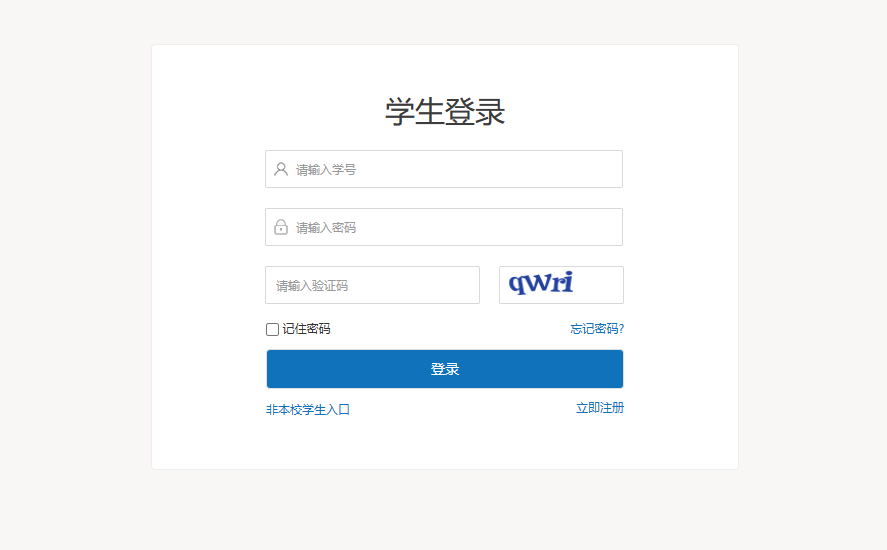 学生登录
请输入学号
请输入密码
请输入验证码
qWri
记住密码
忘记密码?
登录
非本校学生入口
立即注册